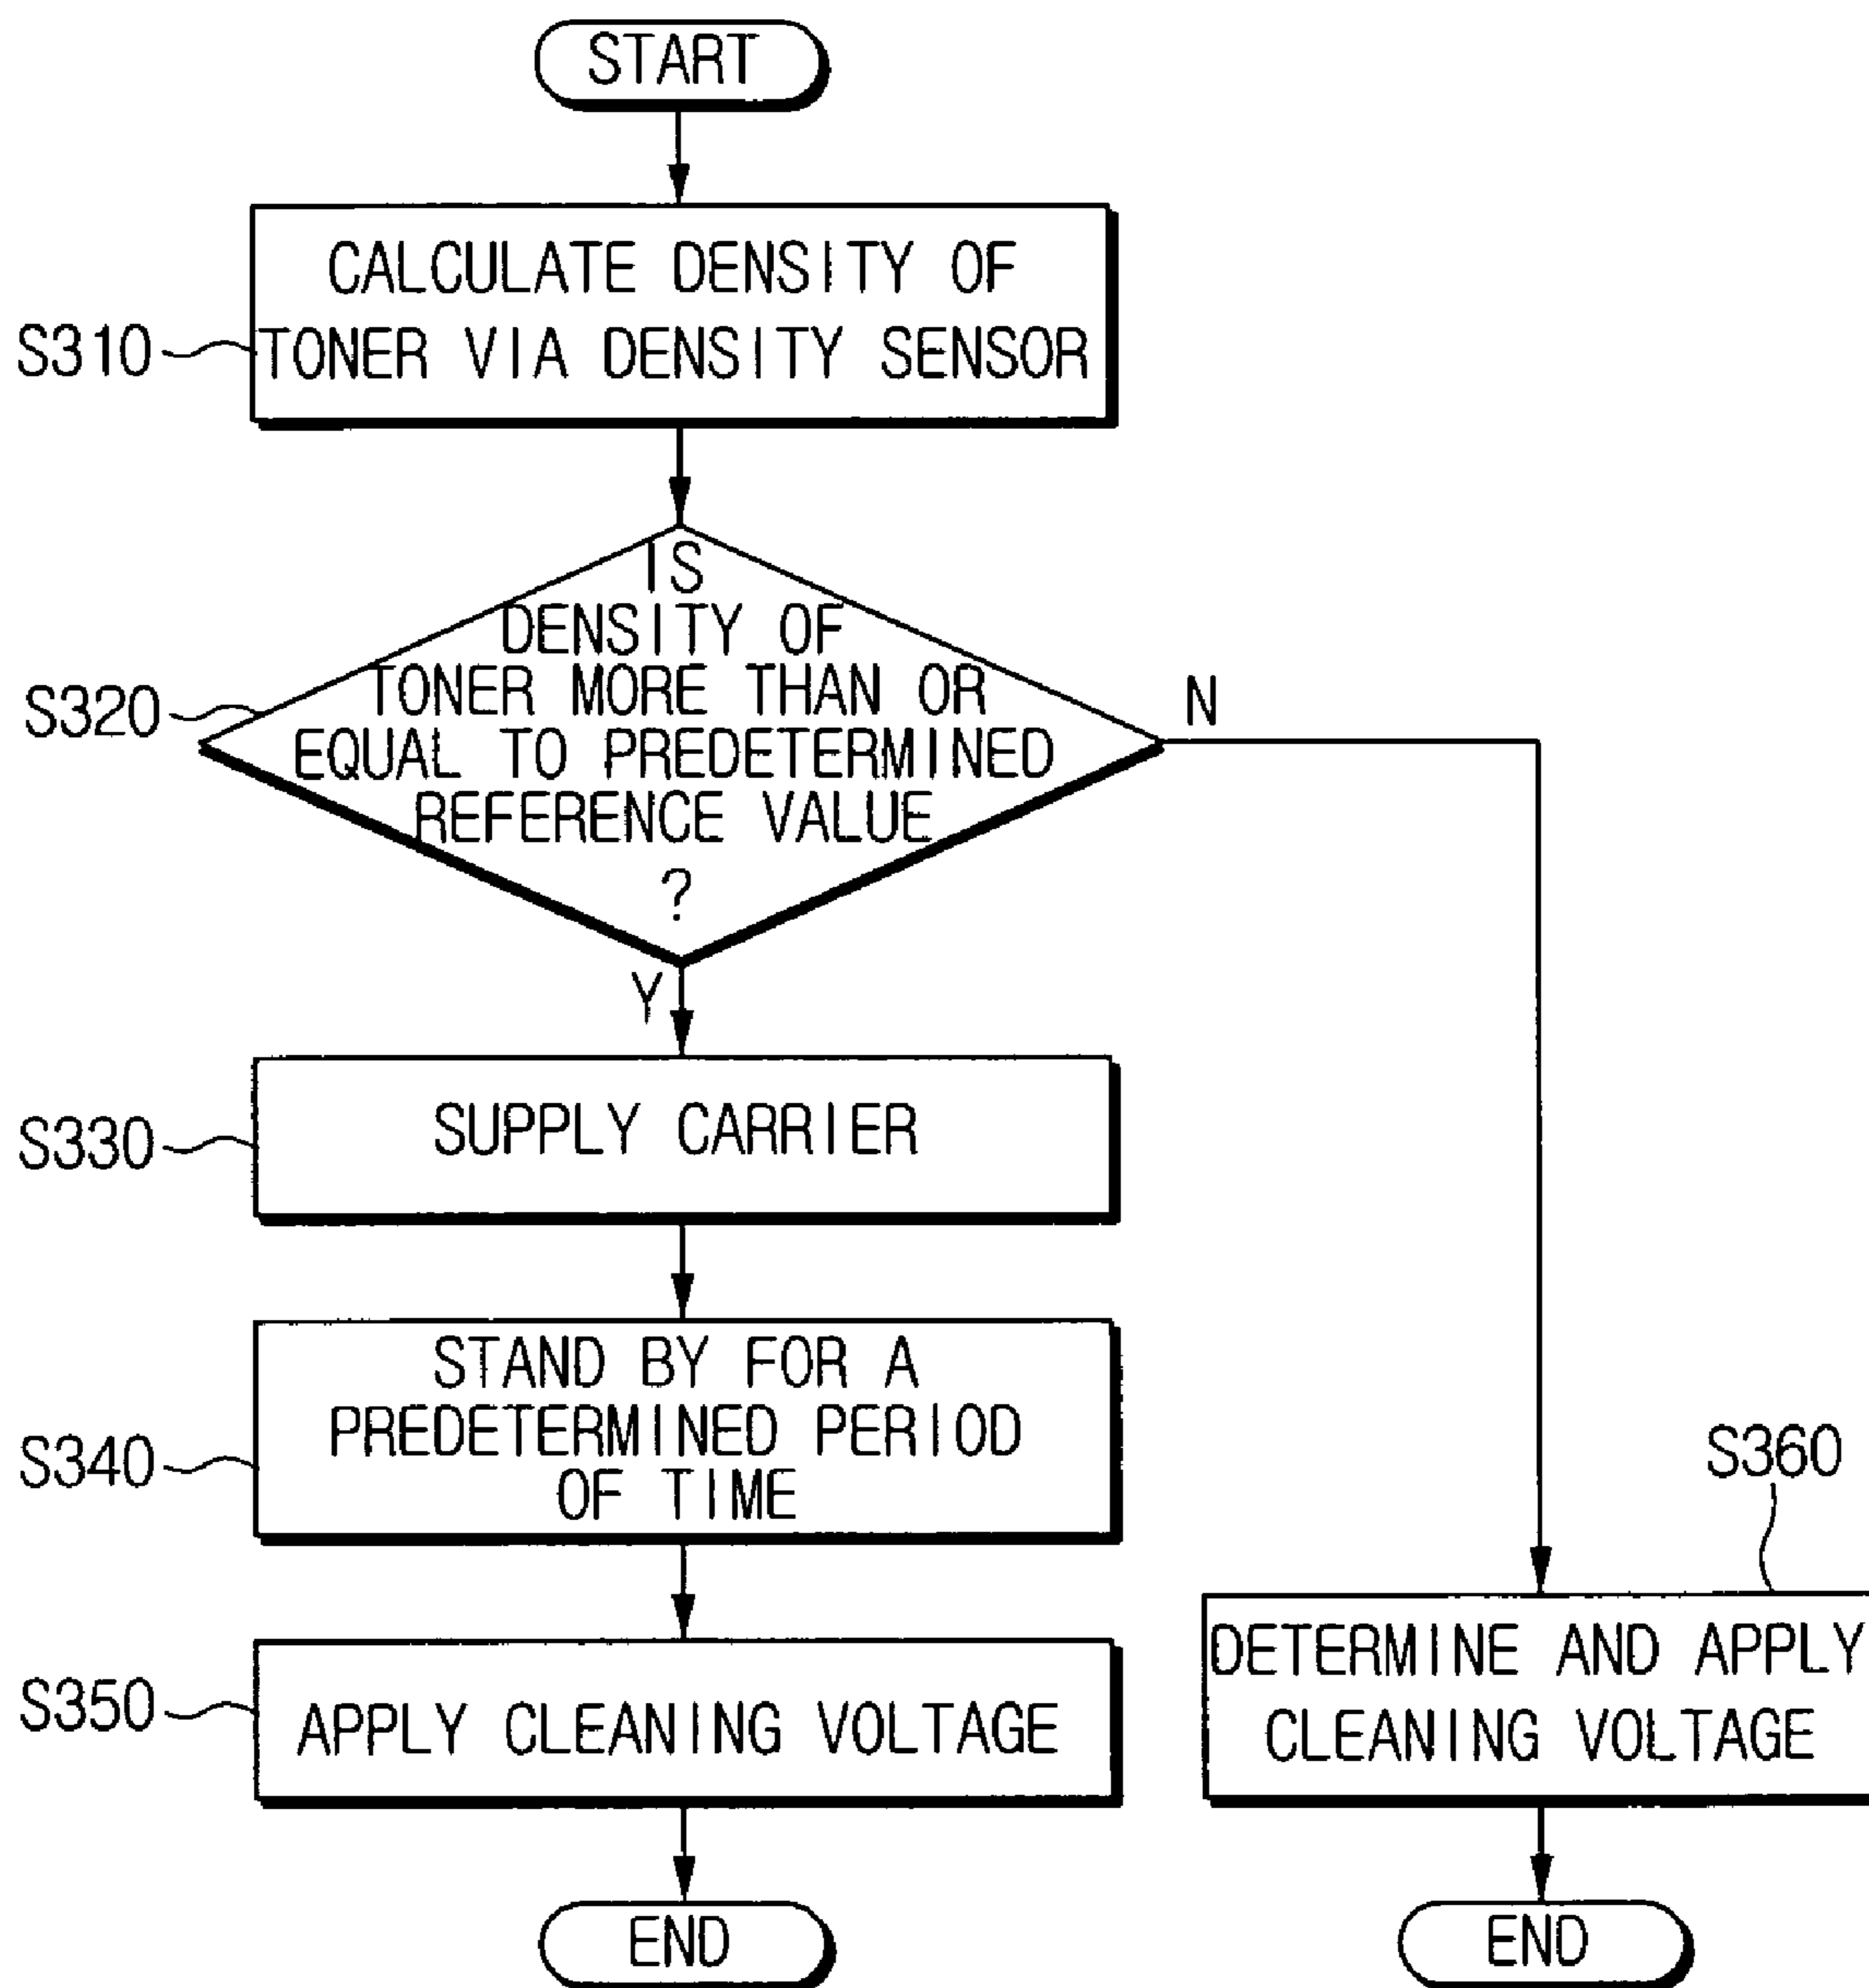 START
CALCULATE DENSITY OF
TONER VIA DENSITY SENSOR
S310
IS
DENSITY OF
TONER MORE THAN OR
EQUAL TO PREDETERMINED
REFERENCE VALUE
?
S320
N
Y
SUPPLY CARRIER
S330
STAND BY FOR A
PREDETERMINED PERIOD
OF TIME
S340
APPLY CLEANING VOLTAGE
S350
END
S360
DETERMINE AND APPLY
CLEANING VOLTAGE
END